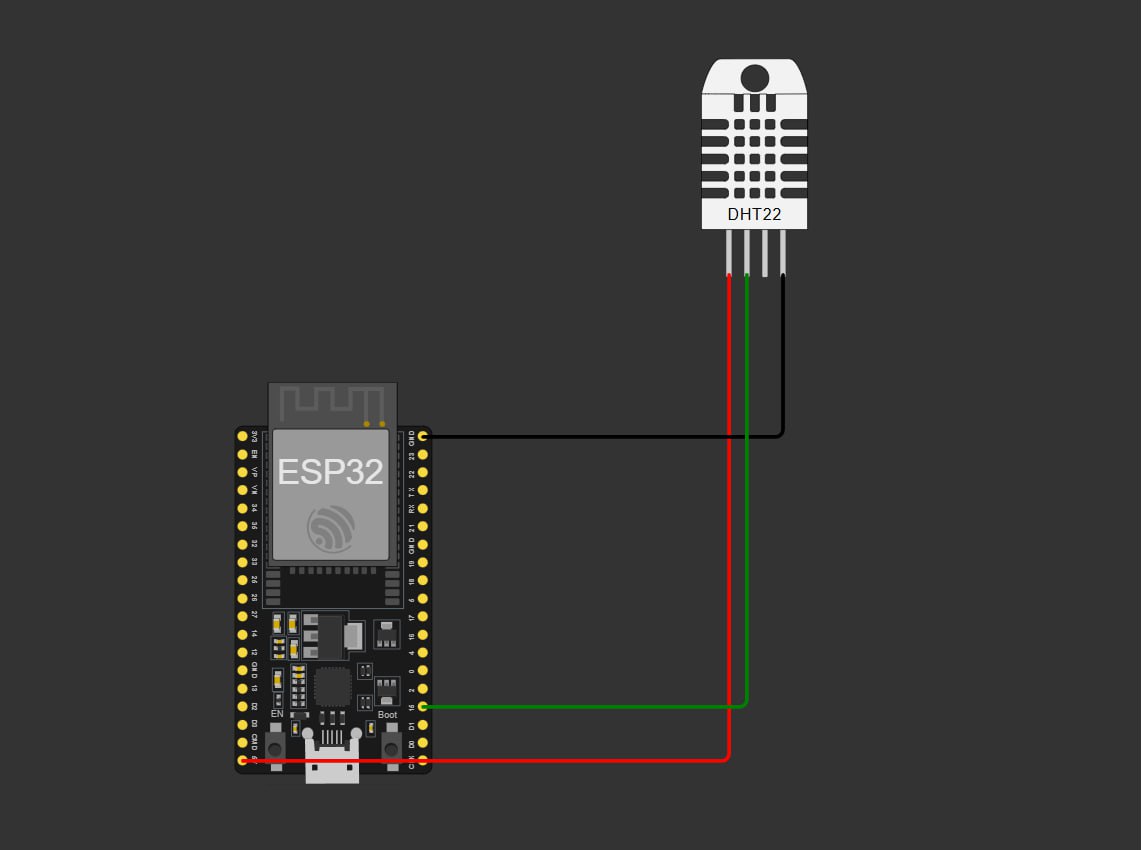 DHT22
ESP32
3V3
EN
VP
VN
34
35
32
33
25
26
27
14
12
GND
13
D2
D3
CMD
5V
GND
23
22
TX
RX
21
GND
19
18
5
17
16
4
0
2
15
D1
D0
CLK
EN
Boot